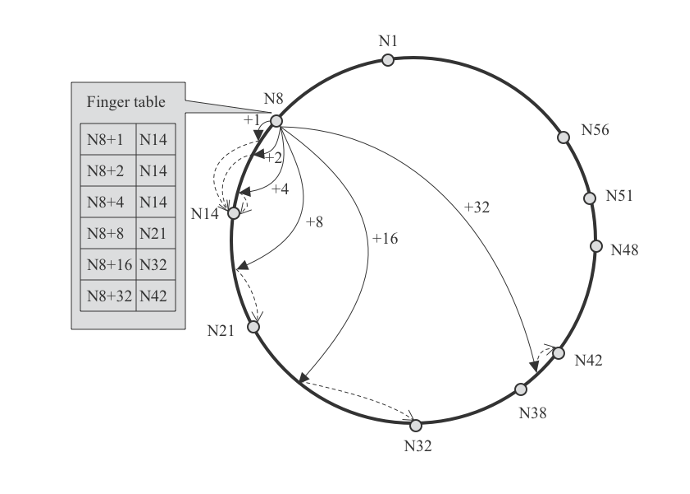 N1
Finger table
N8
N8+1 N14
N8+2 N14
N8+4 N14
N8+8 N21
N8+16 N32
N8+32 N42
+1
+2
+4
+8
+16
+32
N56
N51
N48
N14
N21
N42
N38
N32